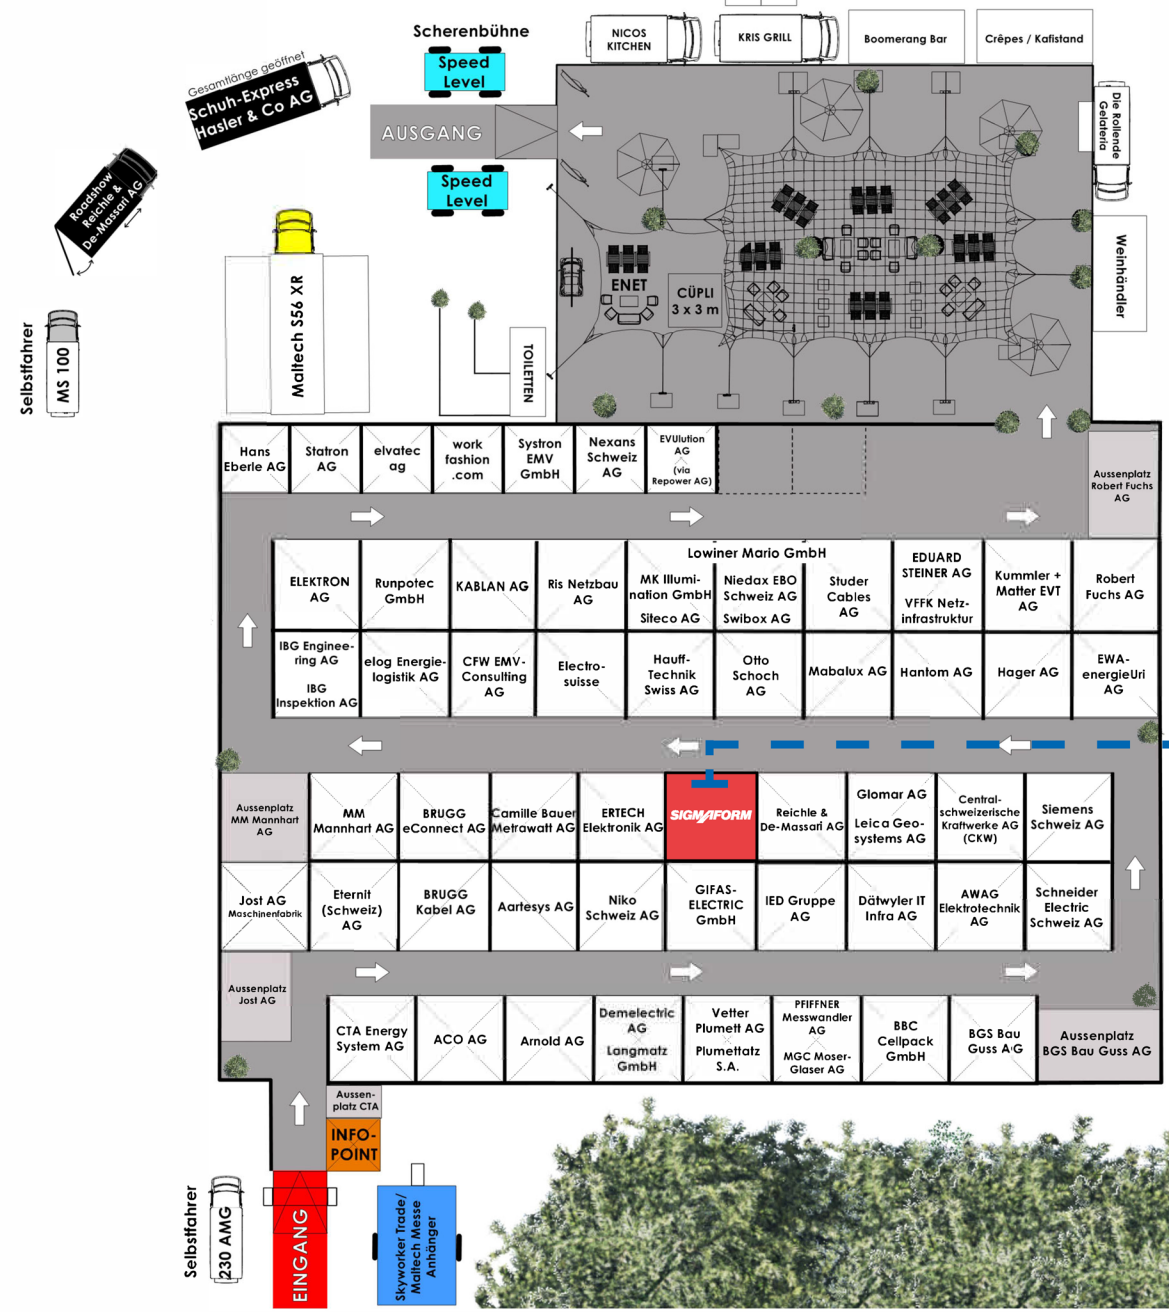 Scherenbühne
Speed
Level
NICOS
KITCHEN
KRIS GRILL
Boomerang Bar
Crêpes / Kafistand
Gesamtlänge geöffnet
Schuh-Express
Hasler & Co AG
AUSGANG
Speed
Level
Die Rollende
Gelateria
Roadshow
Reichle &
De-Massari AG
Weinhändler
Maltech S56 XR
ENET
CÜPLI
3 x 3 m
Selbstfahrer
MS 100
TOILETTEN
Hans
Eberle AG
Statron
AG
elvatec
ag
work
fashion
.com
Systron
EMV
GmbH
Nexans
Schweiz
AG
EVUlution
AG
(via
Repower AG)
Aussenplatz
Robert Fuchs
AG
Lowiner Mario GmbH
ELEKTRON
AG
Runpotec
GmbH
KABLAN AG
Ris Netzbau
AG
MK Illumi-
nation GmbH
Siteco AG
Niedax EBO
Schweiz AG
Swibox AG
Studer
Cables
AG
EDUARD
STEINER AG
VFFK Netz-
infrastruktur
Kummler +
Matter EVT
AG
Robert
Fuchs AG
IBG Enginee-
ring AG
IBG
Inspektion AG
elog Energie-
logistik AG
CFW EMV-
Consulting
AG
Electro-
suisse
Hauff-
Technik
Swiss AG
Otto
Schoch
AG
Mabalux AG
Hantom AG
Hager AG
EWA-
energieUri
AG
Aussenplatz
MM Mannhart
AG
MM
Mannhart AG
BRUGG
eConnect AG
Camille Bauer
Metrawatt AG
ERTECH
Elektronik AG
SIGMAFORM
Reichle &
De-Massari AG
Glomar AG
Leica Geo-
systems AG
Central-
schweizerische
Kraftwerke AG
(CKW)
Siemens
Schweiz AG
Jost AG
Maschinenfabrik
Eternit
(Schweiz)
AG
BRUGG
Kabel AG
Aartesys AG
Niko
Schweiz AG
GIFAS-
ELECTRIC
GmbH
IED Gruppe
AG
Dätwyler IT
Infra AG
AWAG
Elektrotechnik
AG
Schneider
Electric
Schweiz AG
Aussenplatz
Jost AG
CTA Energy
System AG
ACO AG
Arnold AG
Demelectric
AG
Langmatz
GmbH
Vetter
Plumett AG
Plumettatz
S.A.
PFIFFNER
Messwandler
AG
MGC Moser-
Glaser AG
BBC
Cellpack
GmbH
BGS Bau
Guss AG
Aussenplatz
BGS Bau Guss AG
Aussen-
platz CTA
INFO-
POINT
Selbstfahrer
230 AMG
EINGANG
Skyworker Trade/
Maltech Messe
Anhänger